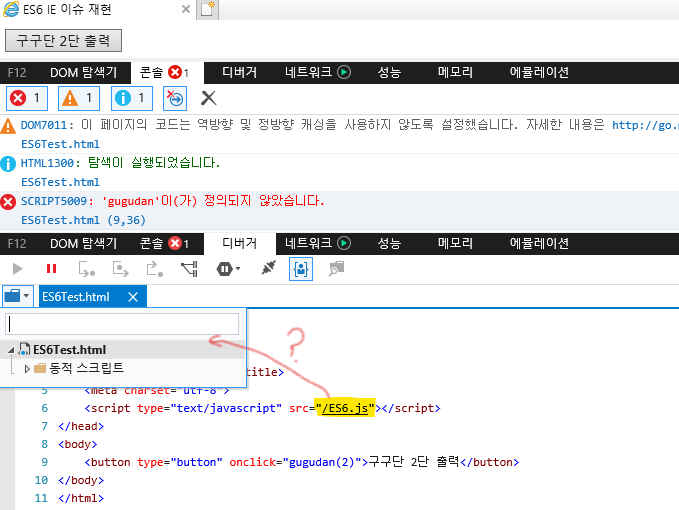 ES6 IE 이슈 재현
구구단 2단 출력
F12 DOM 탐색기 콘솔 1 디버거 네트워크 성능 메모리 에뮬레이션
1 1 1
DOM7011: 이 페이지의 코드는 역방향 및 정방향 캐싱을 사용하지 않도록 설정했습니다. 자세한 내용은 http://go.
ES6Test.html
HTML1300: 탐색이 실행되었습니다.
ES6Test.html
SCRIPT5009: 'gugudan'이(가) 정의되지 않았습니다.
ES6Test.html (9,36)
F12 DOM 탐색기 콘솔 1 디버거 네트워크 성능 메모리 에뮬레이션
ES6Test.html
?
ES6Test.html
동적 스크립트
title>
5 <meta charset="utf-8">
6 <script type="text/javascript" src="/ES6.js"></script>
7 </head>
8 <body>
9 <button type="button" onclick="gugudan(2)">구구단 2단 출력</button>
10 </body>
11 </html>